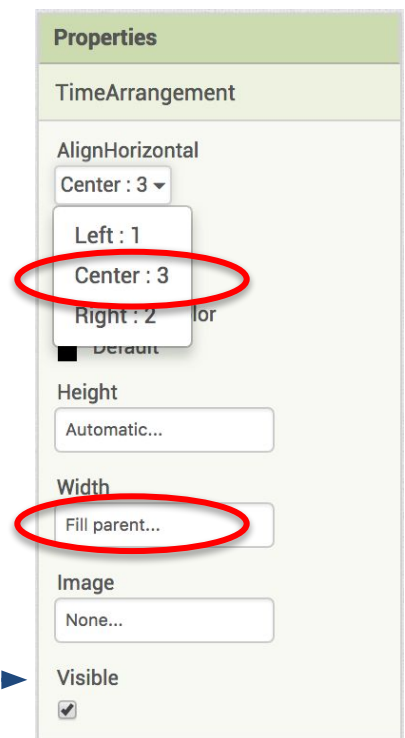 Properties
TimeArrangement
AlignHorizontal
Center : 3
Left : 1
Center : 3
Right : 2 lor
Default
Height
Automatic...
Width
Fill parent...
Image
None...
Visible